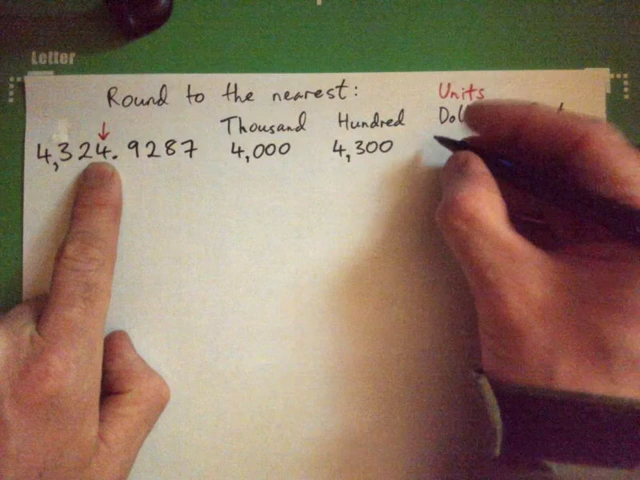 Letter
Round to the nearest: Units
Thousand Hundred
4,324.9287 4,000 4,300